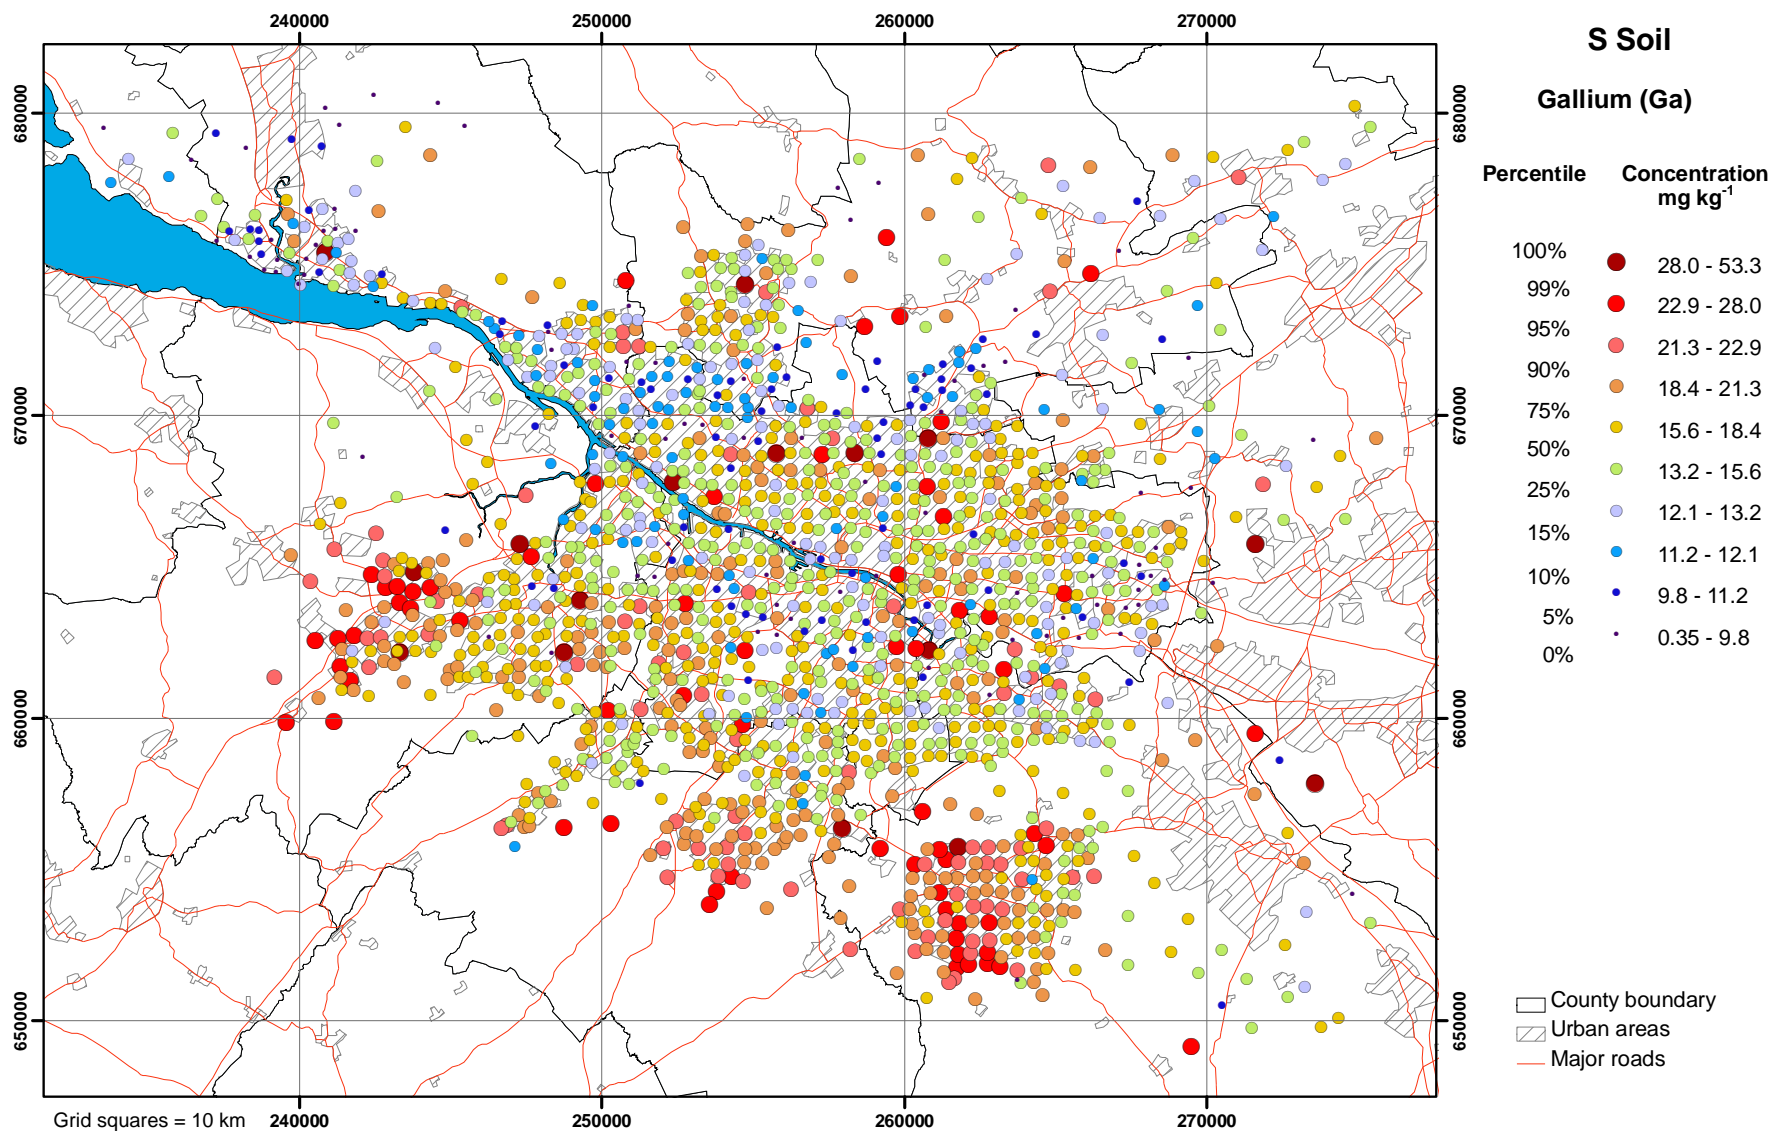 240000
250000
260000
270000
S Soil
Gallium (Ga)
680000
680000
Percentile
Concentration
mg kg-1
100%
28.0 - 53.3
99%
22.9 - 28.0
95%
21.3 - 22.9
90%
18.4 - 21.3
75%
15.6 - 18.4
50%
13.2 - 15.6
25%
12.1 - 13.2
15%
11.2 - 12.1
10%
9.8 - 11.2
5%
0.35 - 9.8
0%
670000
670000
660000
660000
650000
650000
County boundary
Urban areas
Major roads
Grid squares = 10 km
240000
250000
260000
270000